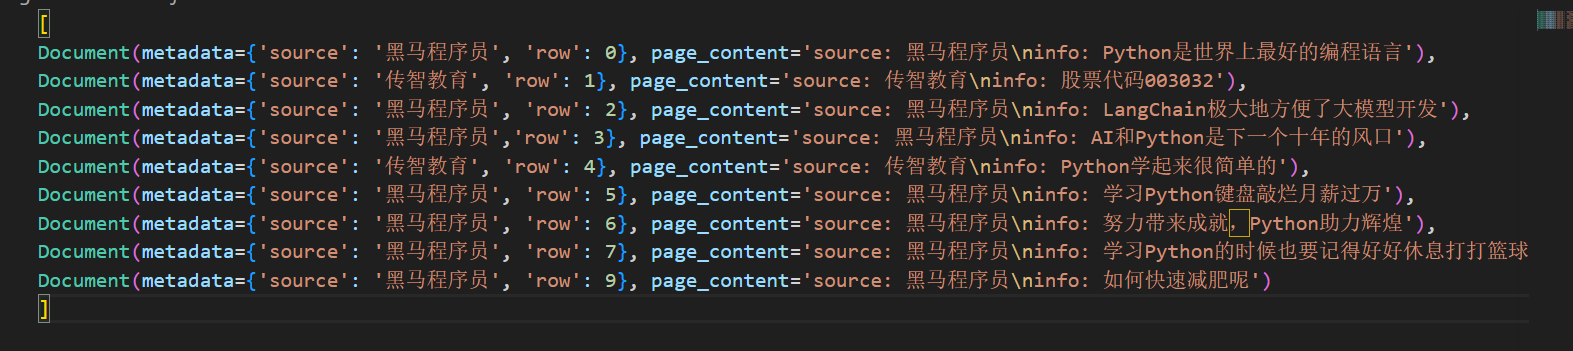 [
Document(metadata={'source': '黑马程序员', 'row': 0}, page_content='source: 黑马程序员\ninfo: Python是世界上最好的编程语言'),
Document(metadata={'source': '传智教育', 'row': 1}, page_content='source: 传智教育\ninfo: 股票代码003032'),
Document(metadata={'source': '黑马程序员', 'row': 2}, page_content='source: 黑马程序员\ninfo: LangChain极大地方便了大模型开发'),
Document(metadata={'source': '黑马程序员','row': 3}, page_content='source: 黑马程序员\ninfo: AI和Python是下一个十年的风口'),
Document(metadata={'source': '传智教育', 'row': 4}, page_content='source: 传智教育\ninfo: Python学起来很简单的'),
Document(metadata={'source': '黑马程序员', 'row': 5}, page_content='source: 黑马程序员\ninfo: 学习Python键盘敲烂月薪过万'),
Document(metadata={'source': '黑马程序员', 'row': 6}, page_content='source: 黑马程序员\ninfo: 努力带来成就，Python助力辉煌'),
Document(metadata={'source': '黑马程序员', 'row': 7}, page_content='source: 黑马程序员\ninfo: 学习Python的时候也要记得好好休息打打篮球
Document(metadata={'source': '黑马程序员', 'row': 9}, page_content='source: 黑马程序员\ninfo: 如何快速减肥呢')
]